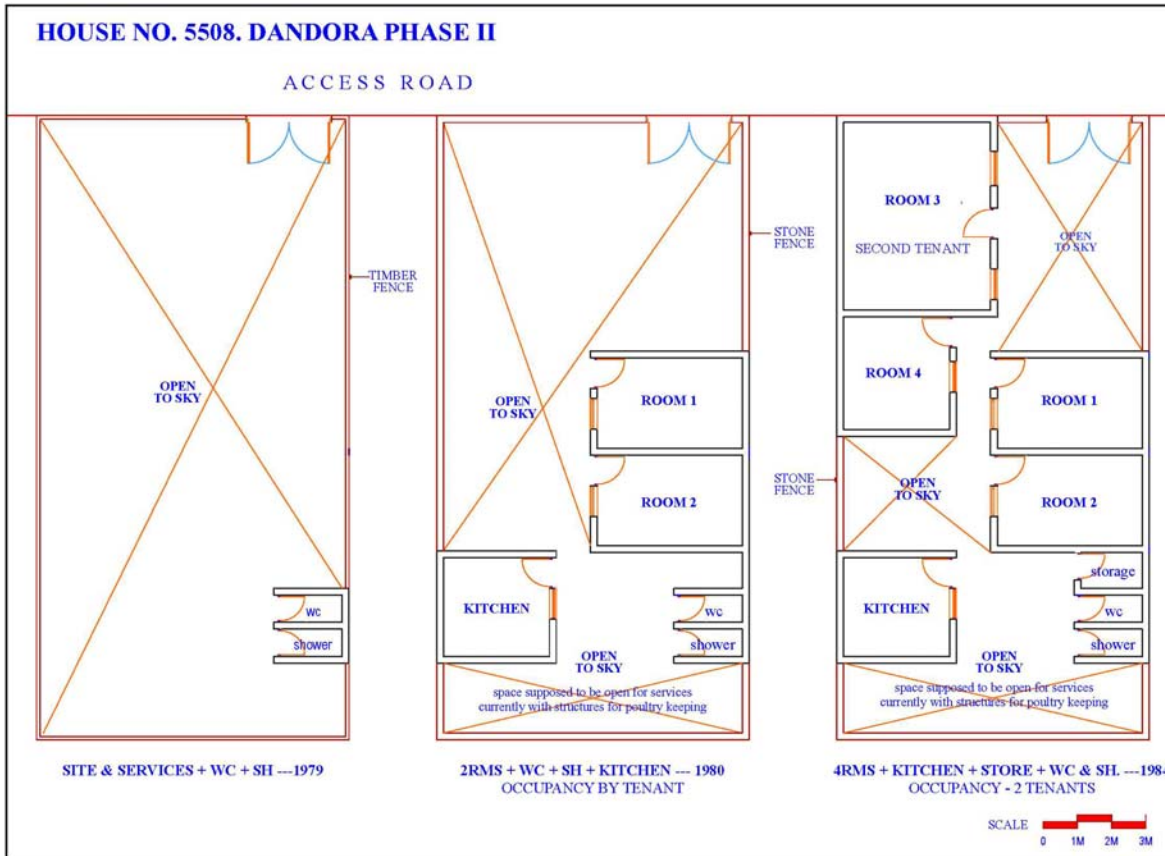 HOUSE NO. 5508. DANDORA PHASE II
ACCESS ROAD
OPEN
TO SKY
TIMBER
FENCE
wc
shower
SITE & SERVICES + WC + SH ---1979
STONE
FENCE
OPEN
TO SKY
ROOM 1
ROOM 2
KITCHEN
wc
shower
OPEN
TO SKY
space supposed to be open for services
currently with structures for poultry keeping
2RMS + WC + SH + KITCHEN --- 1980
OCCUPANCY BY TENANT
ROOM 3
SECOND TENANT
OPEN
TO SKY
ROOM 4
ROOM 1
STONE
FENCE
OPEN
TO SKY
ROOM 2
storage
KITCHEN
wc
shower
OPEN
TO SKY
space supposed to be open for services
currently with structures for poultry keeping
4RMS + KITCHEN + STORE + WC & SH. ---198
OCCUPANCY - 2 TENANTS
SCALE
0 1M 2M 3M